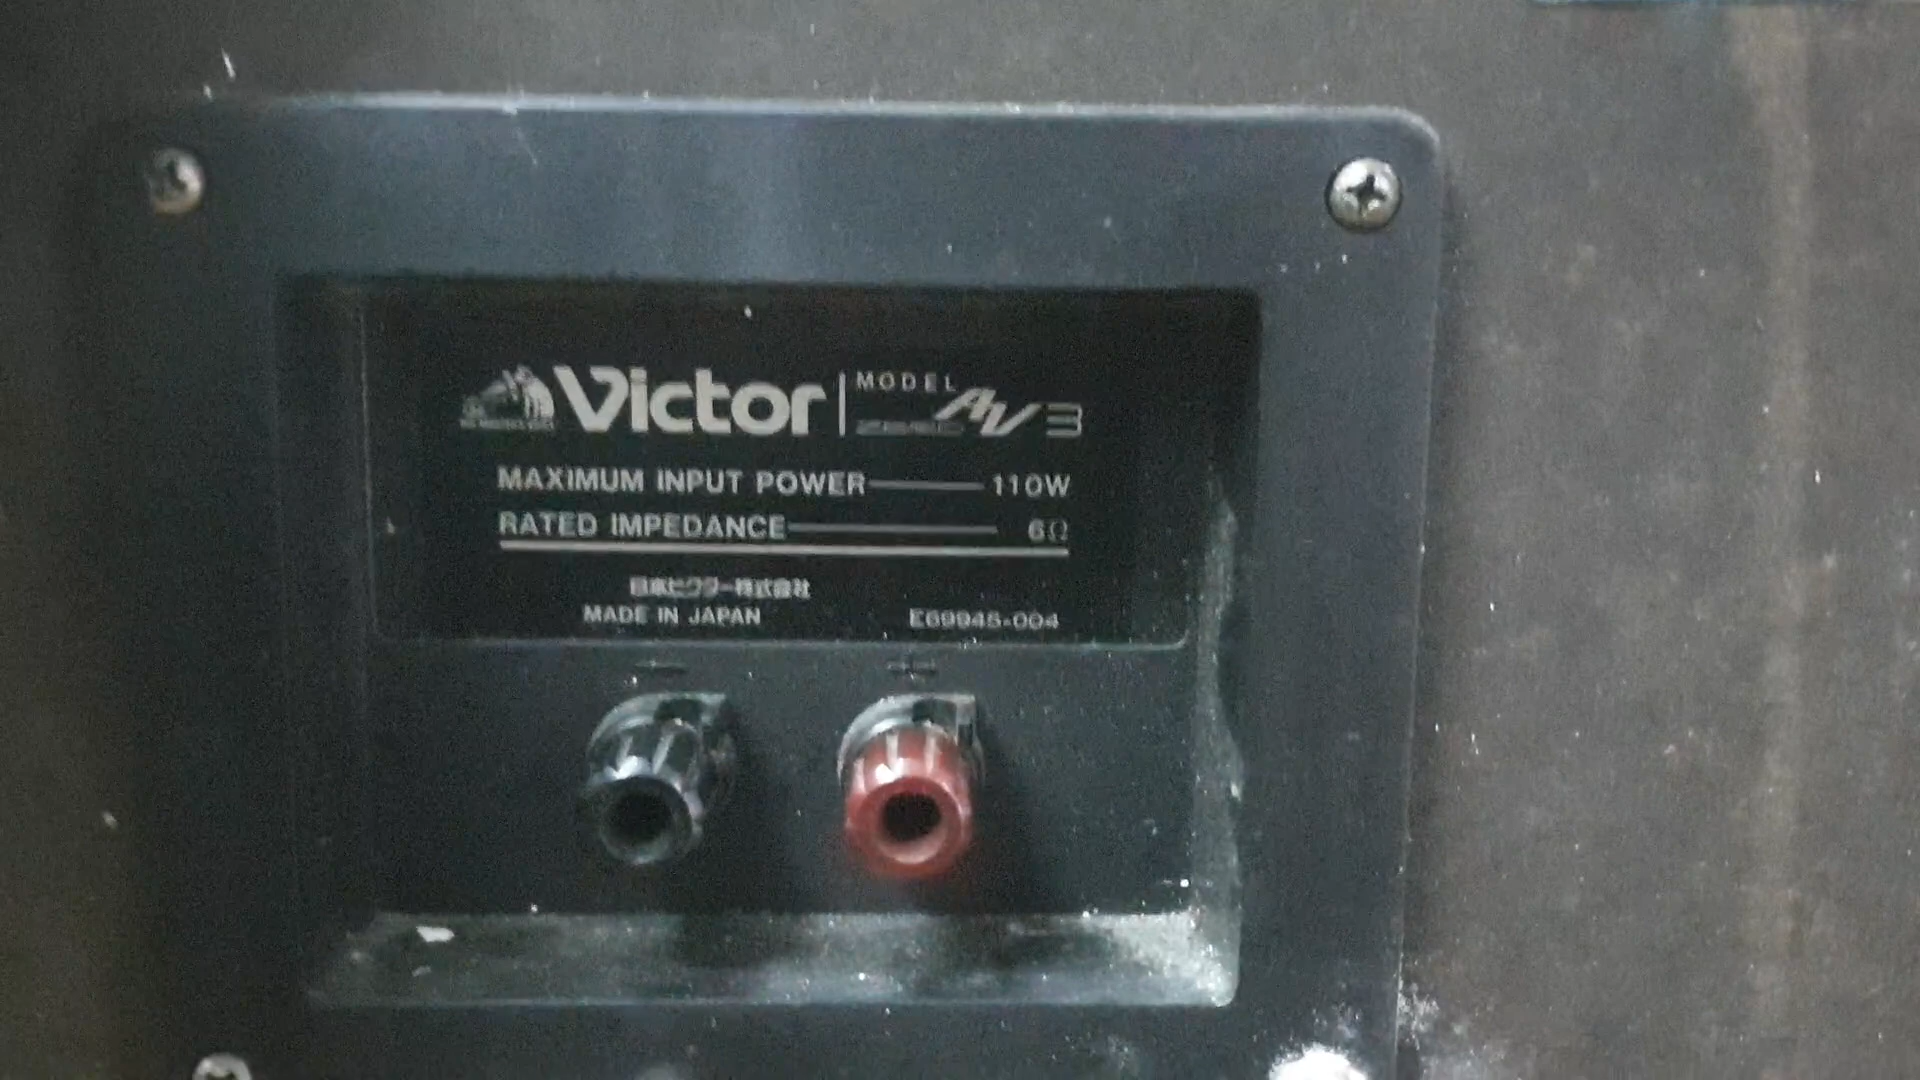 Victor MODEL
ZERO AV 3
MAXIMUM INPUT POWER 110W
RATED IMPEDANCE 6Ω
日本ビクター株式会社
MADE IN JAPAN E69945-004
− +